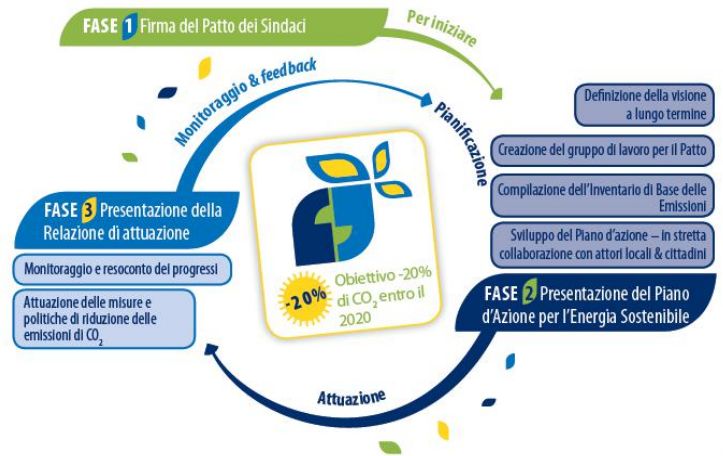 FASE 1 Firma del Patto dei Sindaci
Per iniziare
Monitoraggio & feedback
Pianificazione
Definizione della visione
a lungo termine
Creazione del gruppo di lavoro per il Patto
Compilazione dell'Inventario di Base delle
Emissioni
Sviluppo del Piano d'azione – in stretta
collaborazione con attori locali & cittadini
FASE 2 Presentazione del Piano
d'Azione per l'Energia Sostenibile
FASE 3 Presentazione della
Relazione di attuazione
Monitoraggio e resoconto dei progressi
Attuazione delle misure e
politiche di riduzione delle
emissioni di CO₂
-20%
Obiettivo -20%
di CO₂ entro il
2020
Attuazione